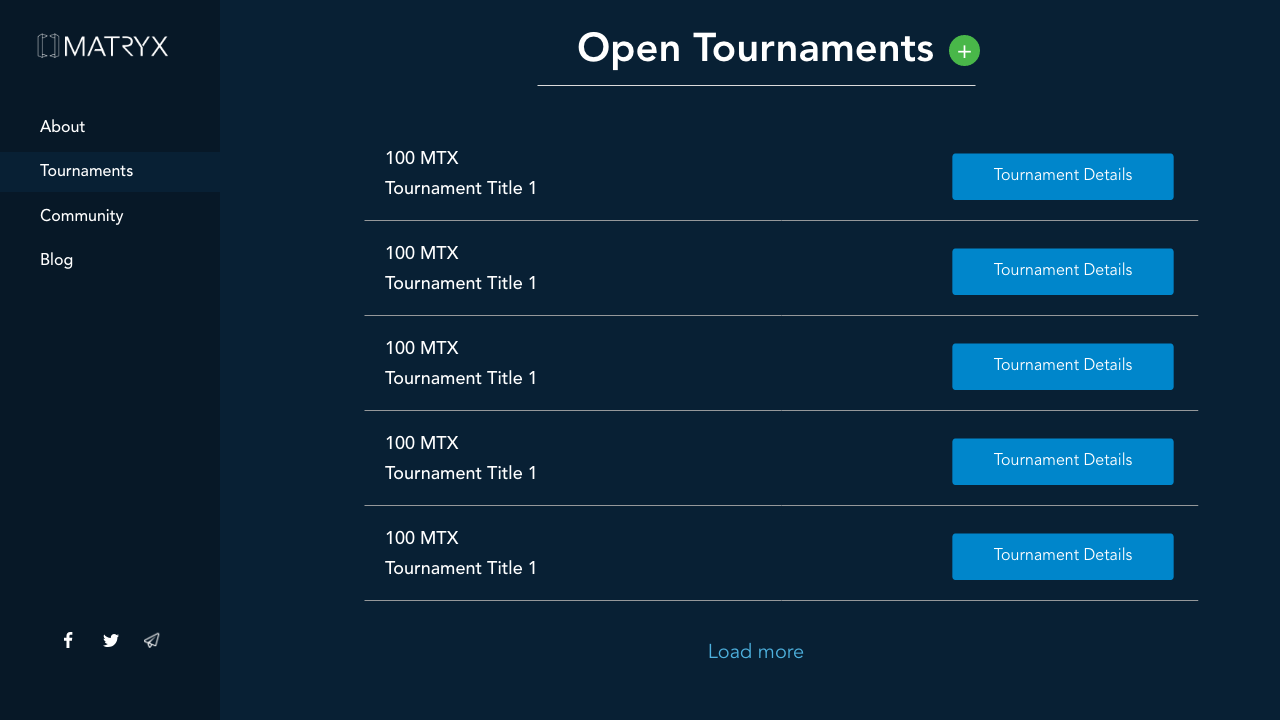 MATRYX
About
Tournaments
Community
Blog
Open Tournaments +
100 MTX
Tournament Title 1
Tournament Details
100 MTX
Tournament Title 1
Tournament Details
100 MTX
Tournament Title 1
Tournament Details
100 MTX
Tournament Title 1
Tournament Details
100 MTX
Tournament Title 1
Tournament Details
Load more